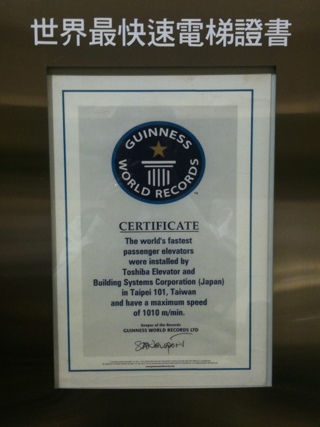 世界最快速電梯證書
GUINNESS
WORLD RECORDS
CERTIFICATE
The world's fastest
passenger elevators
were installed by
Toshiba Elevator and
Building Systems Corporation (Japan)
in Taipei 101, Taiwan
and have a maximum speed
of 1010 m/min.
Keeper of the Records
GUINNESS WORLD RECORDS LTD